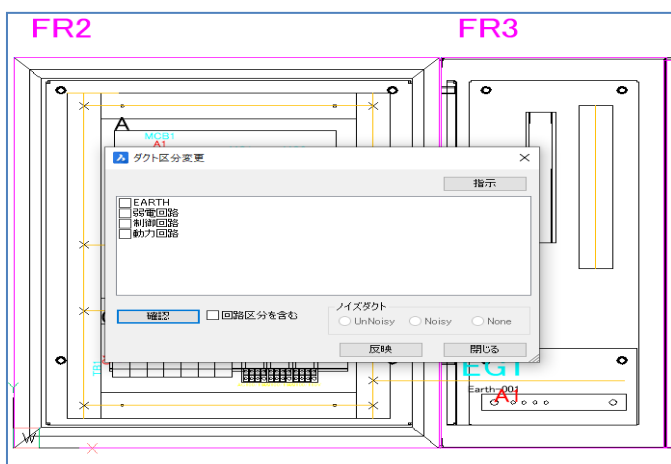 FR2
FR3
A
MCB1
A1
ダクト区分変更
指示
EARTH
弱電回路
制御回路
動力回路
確認
回路区分を含む
ノイズダクト
UnNoisy
Noisy
None
反映
閉じる
TB1
EG1
Earth-001
A1
Y
W
X